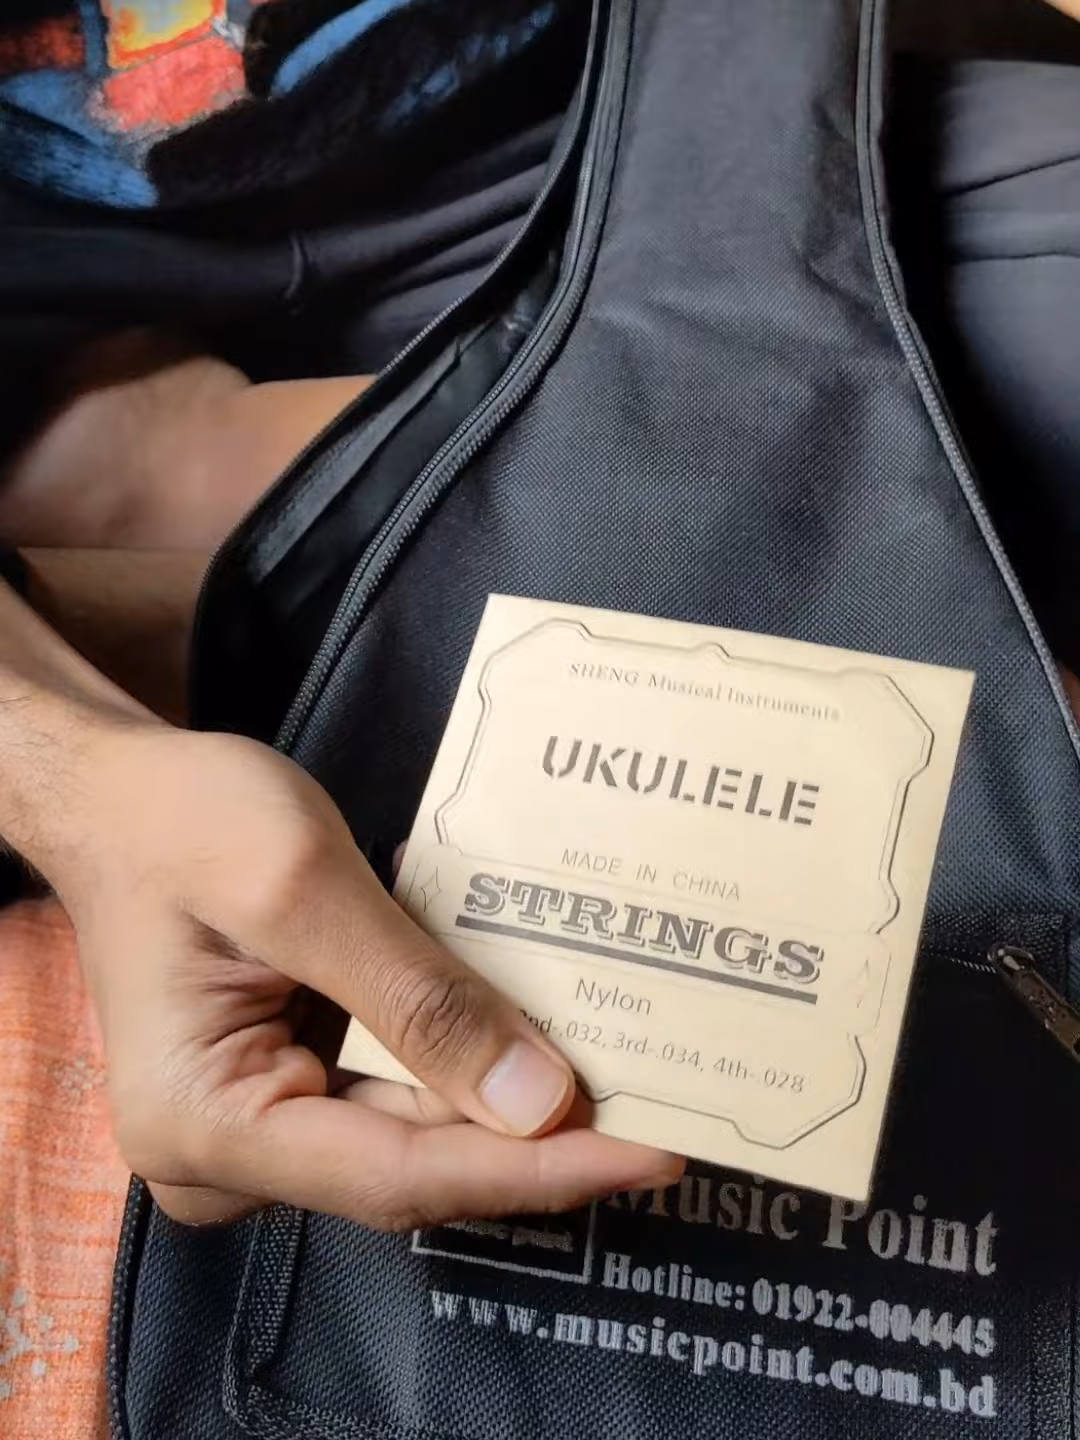 SHENG Musical Instruments
UKULELE
MADE IN CHINA
STRINGS
Nylon
2nd-.032, 3rd-.034, 4th-.028
Music Point
Hotline: 01922-004445
www.musicpoint.com.bd